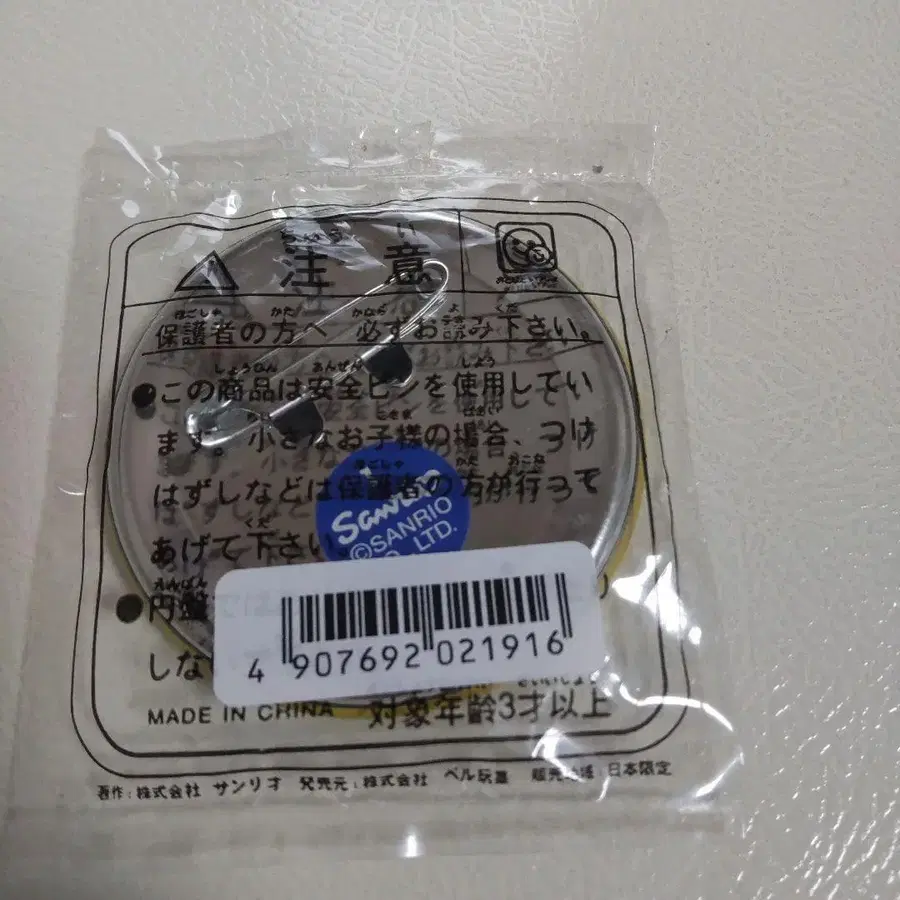 注意
保護者の方へ 必ずお読み下さい。
●この商品は安全ピンを使用してい
ます。小さなお子様の場合、つけ
はずしなどは保護者の方が行って
あげて下さい。
●円盤
しな
Sanrio
©SANRIO
LTD.
4 907692 021916
MADE IN CHINA 対象年齢3才以上
著作:株式会社 サンリオ 発売元:株式会社 ベル玩具 販売地域:日本限定